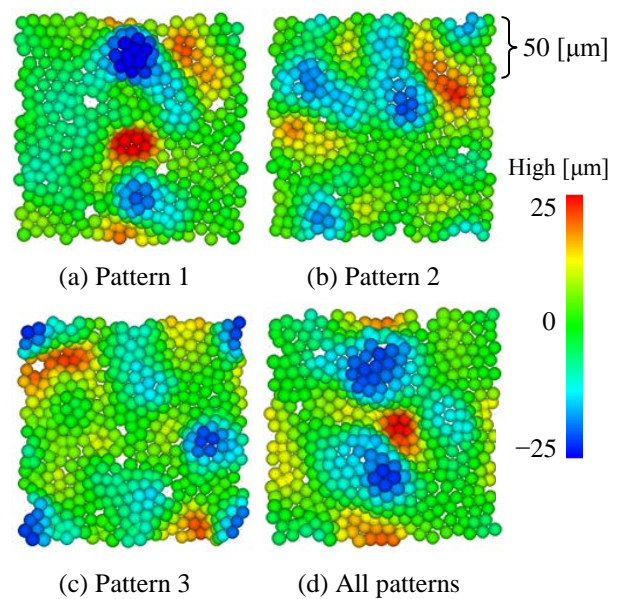 50 [μm]
High [μm]
25
0
−25
(a) Pattern 1
(b) Pattern 2
(c) Pattern 3
(d) All patterns